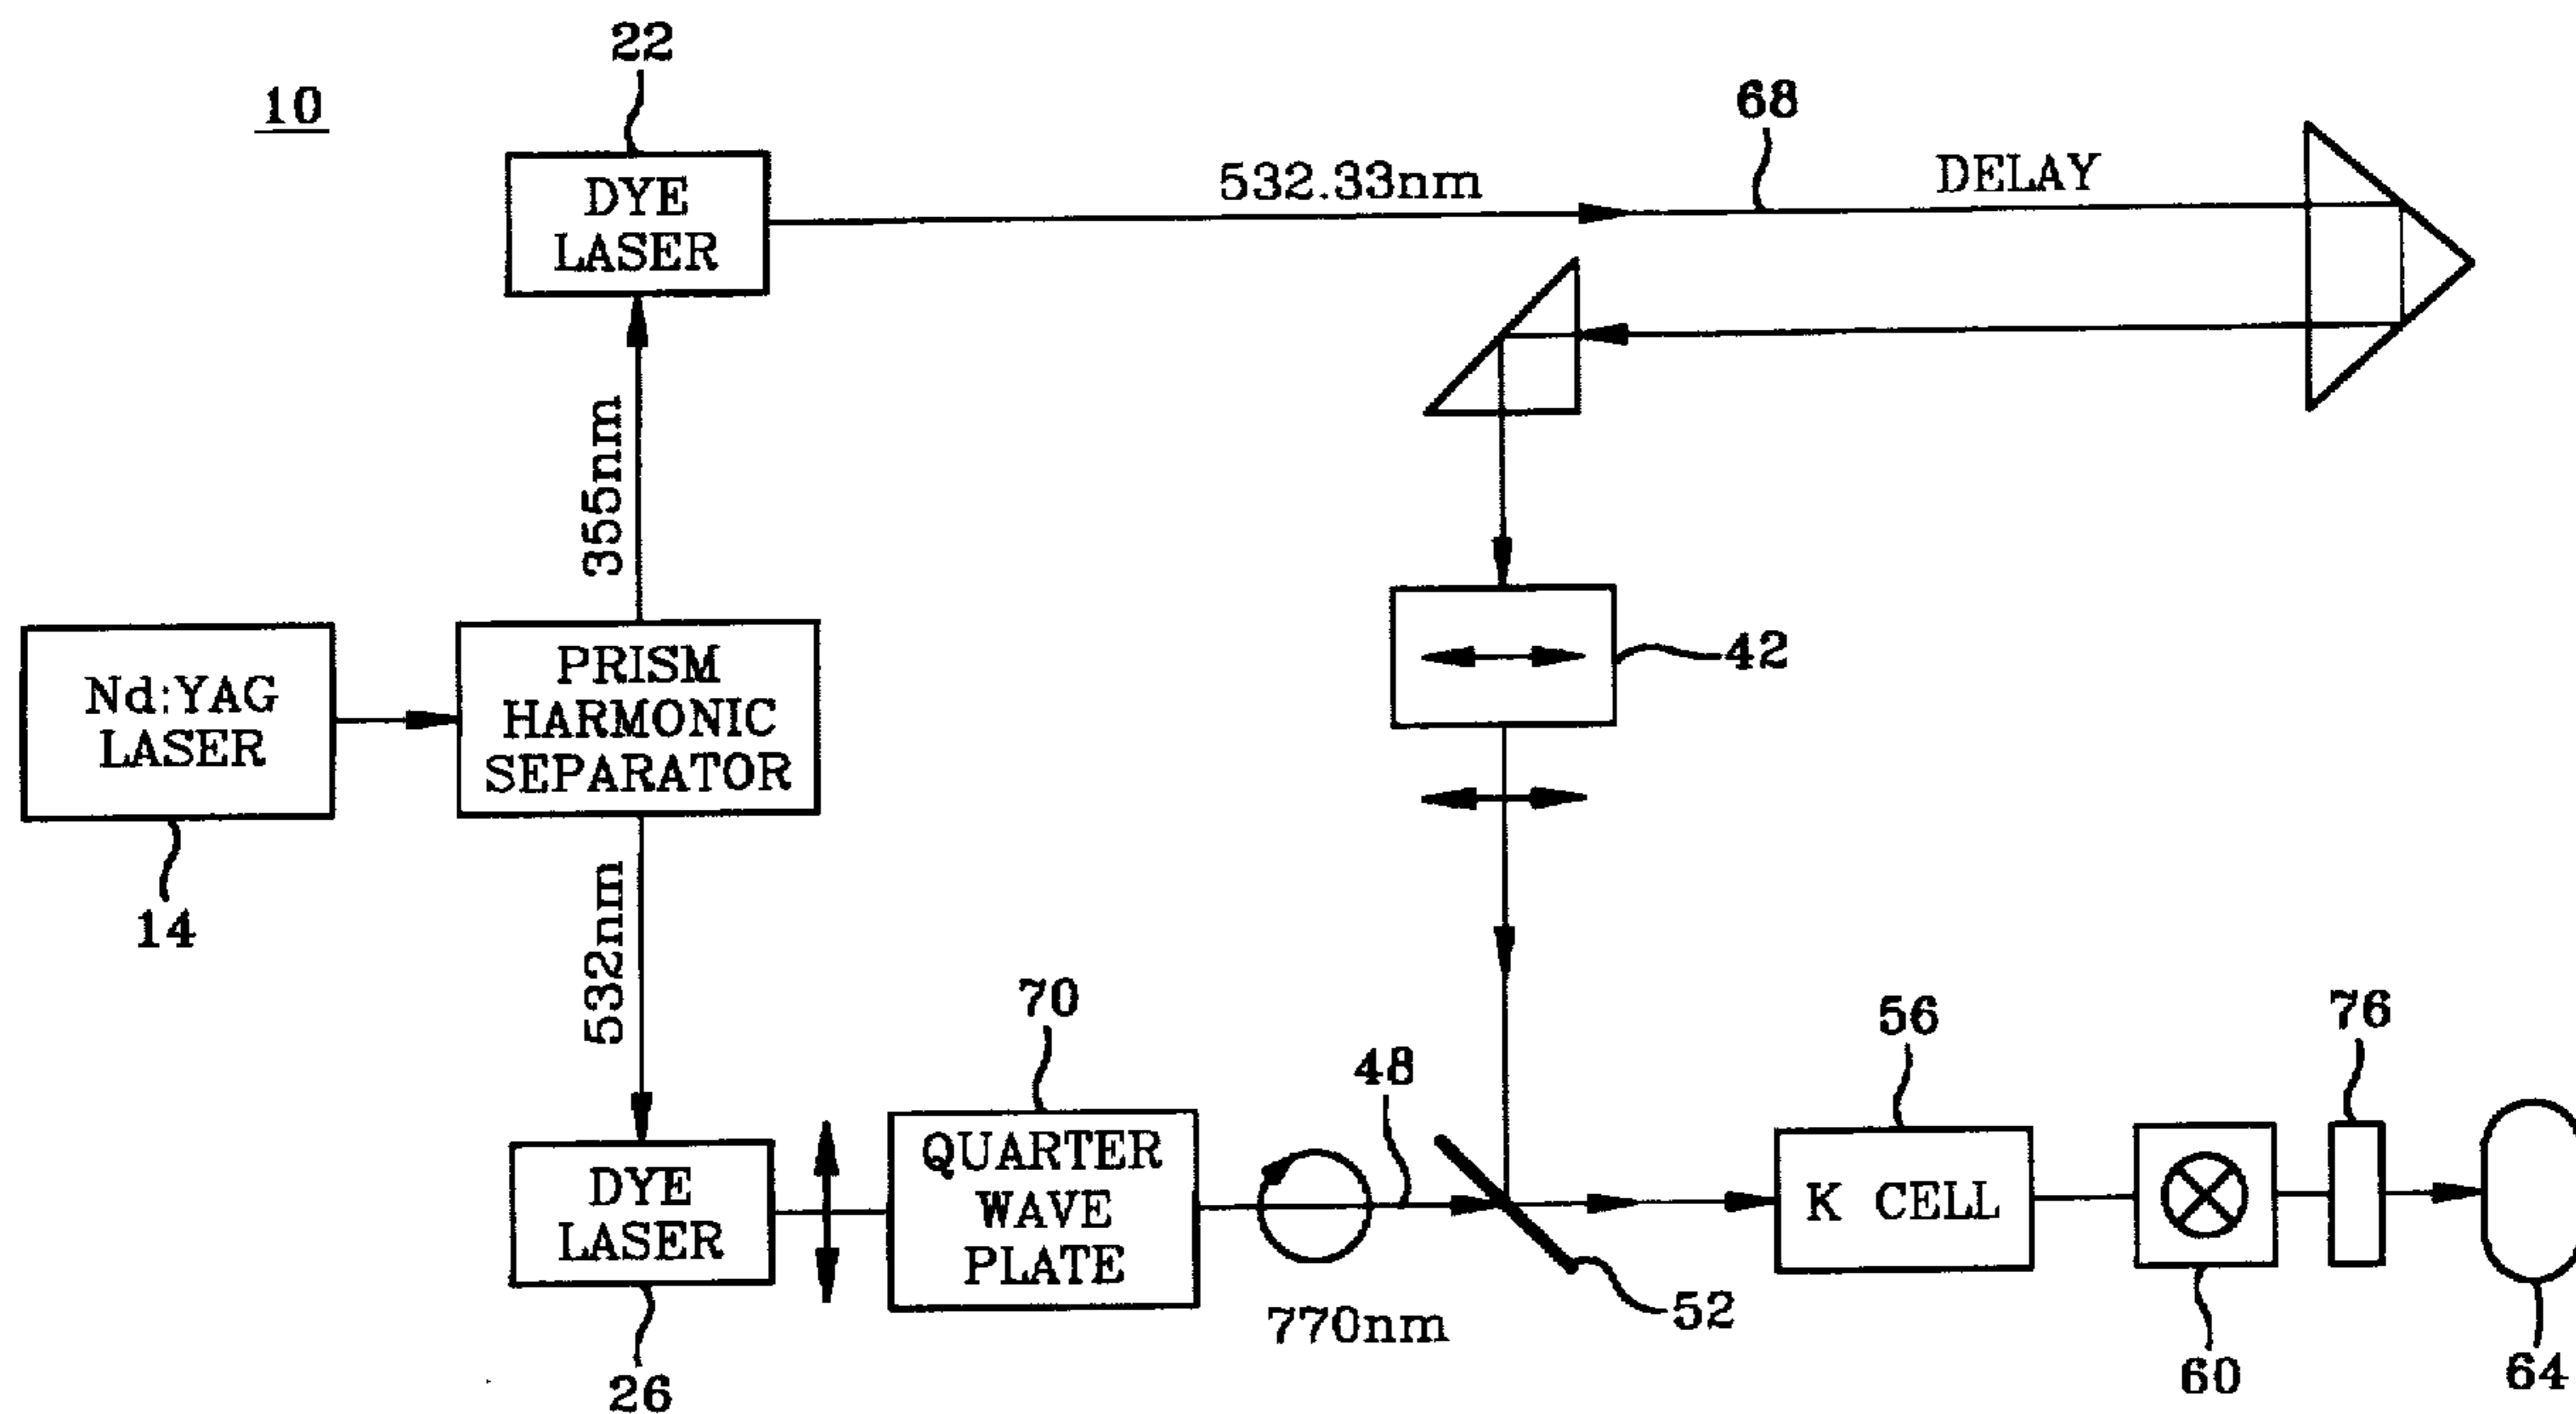 10
22
DYE
LASER
532.33nm
68
DELAY
355nm
Nd:YAG
LASER
14
PRISM
HARMONIC
SEPARATOR
42
532nm
DYE
LASER
26
70
QUARTER
WAVE
PLATE
48
770nm
52
56
K CELL
60
76
64